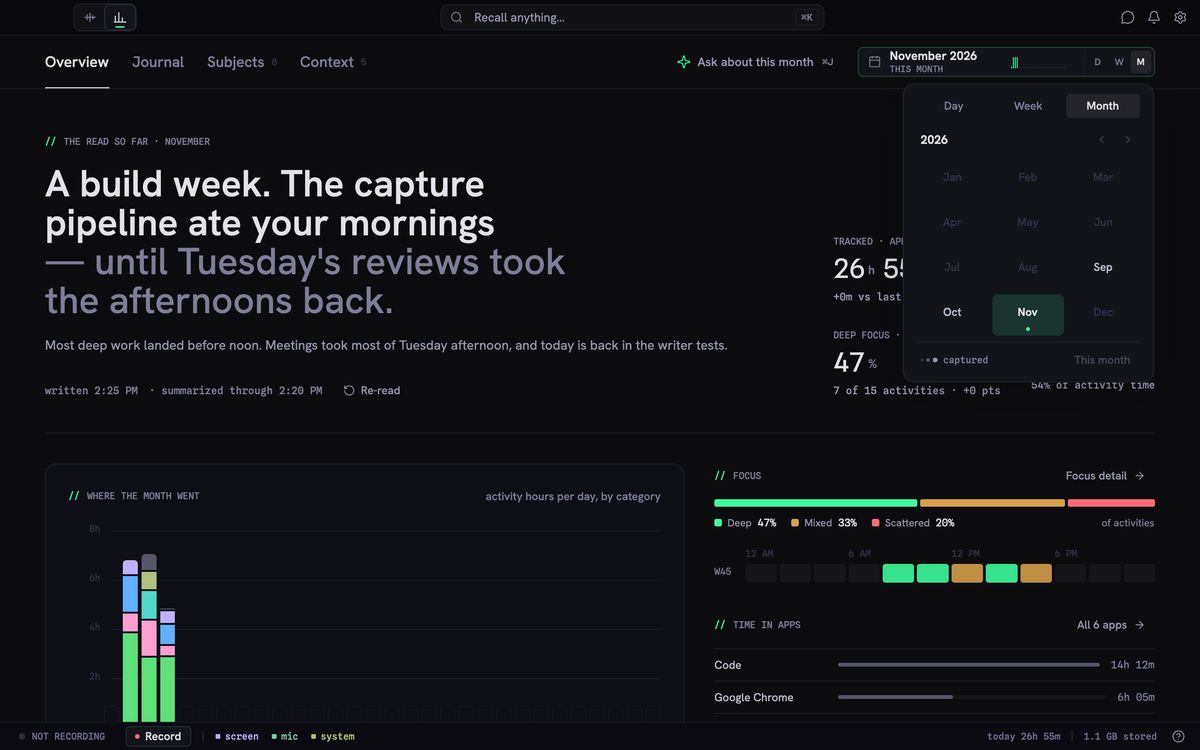 Recall anything...
⌘K
Overview
Journal
Subjects 8
Context 5
Ask about this month ⌘J
November 2026
THIS MONTH
D W M
Day Week Month
2026
Jan Feb Mar
Apr May Jun
Jul Aug Sep
Oct Nov Dec
captured
This month
// THE READ SO FAR · NOVEMBER
A build week. The capture
pipeline ate your mornings
— until Tuesday's reviews took
the afternoons back.
Most deep work landed before noon. Meetings took most of Tuesday afternoon, and today is back in the writer tests.
written 2:25 PM · summarized through 2:20 PM
Re-read
TRACKED ·
26 h
+0m vs last
DEEP FOCUS ·
47 %
7 of 15 activities · +0 pts
54% of activity time
// WHERE THE MONTH WENT
activity hours per day, by category
8h
6h
4h
2h
// FOCUS
Focus detail →
Deep 47% Mixed 33% Scattered 20%
of activities
12 AM 6 AM 12 PM 6 PM
W45
// TIME IN APPS
All 6 apps →
Code 14h 12m
Google Chrome 6h 05m
NOT RECORDING
Record
screen mic system
today 26h 55m
1.1 GB stored